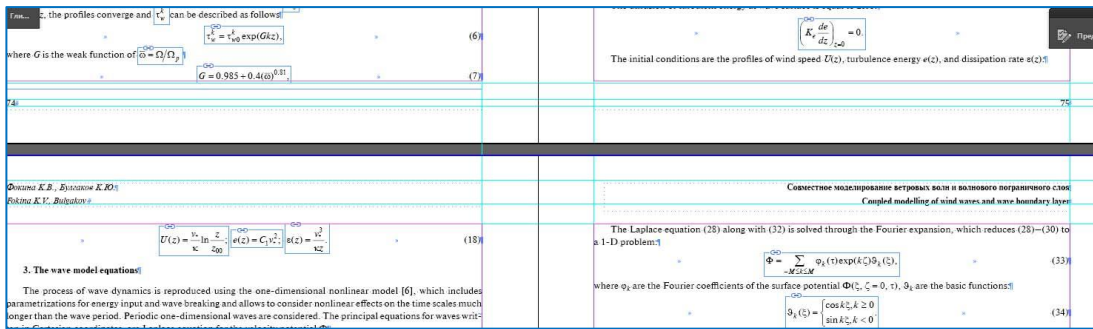 Гли...
z, the profiles converge and τ_w^k can be described as follows
τ_w^k = τ_{w0}^k exp(Gkz), (6)
where G is the weak function of ω̃ = Ω/Ω_p
G = 0.985 + 0.4(ω̃)^{0.81}, (7)
74
(K_e de/dz)_{z=0} = 0.
The initial conditions are the profiles of wind speed U(z), turbulence energy e(z), and dissipation rate ε(z):
75
Фокина К.В., Булгаков К.Ю.
Fokina K.V., Bulgakov
U(z) = v_*/κ ln z/z_{00}; e(z) = C_1v_*^2; ε(z) = v_*^3/κz. (18)
3. The wave model equations
The process of wave dynamics is reproduced using the one-dimensional nonlinear model [6], which includes
parametrizations for energy input and wave breaking and allows to consider nonlinear effects on the time scales much
longer than the wave period. Periodic one-dimensional waves are considered. The principal equations for waves writ-
Совместное моделирование ветровых волн и волнового пограничного слоя
Coupled modelling of wind waves and wave boundary layer
The Laplace equation (28) along with (32) is solved through the Fourier expansion, which reduces (28)–(30) to
a 1-D problem:
Φ = ∑_{−M≤k≤M} φ_k(τ)exp(kζ)ϑ_k(ξ), (33)
where φ_k are the Fourier coefficients of the surface potential Φ(ξ, ζ = 0, τ), ϑ_k are the basic functions:
ϑ_k(ξ) = {cos kξ, k ≥ 0
sin kξ, k < 0 (34)